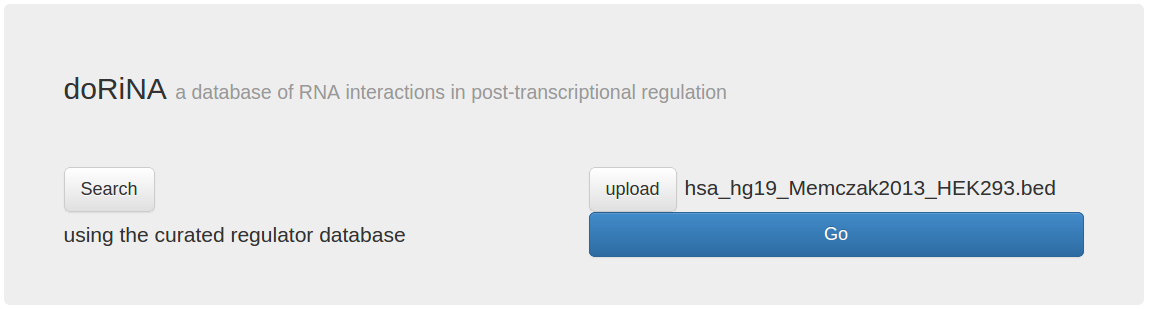 doRiNA a database of RNA interactions in post-transcriptional regulation
Search
using the curated regulator database
upload hsa_hg19_Memczak2013_HEK293.bed
Go